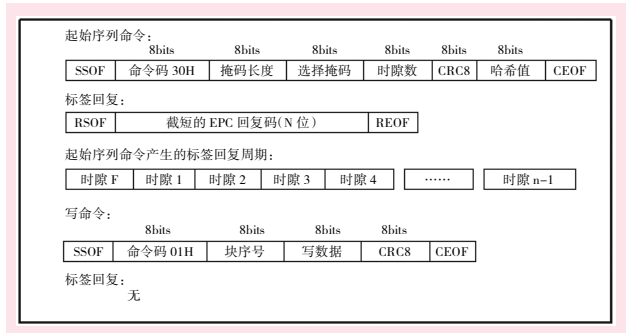 起始序列命令：
8bits 8bits 8bits 8bits 8bits 8bits
SSOF 命令码 30H 掩码长度 选择掩码 时隙数 CRC8 哈希值 CEOF
标签回复：
RSOF 截短的 EPC 回复码(N 位) REOF
起始序列命令产生的标签回复周期：
时隙 F 时隙 1 时隙 2 时隙 3 时隙 4 …… 时隙 n-1
写命令：
8bits 8bits 8bits 8bits
SSOF 命令码 01H 块序号 写数据 CRC8 CEOF
标签回复：
无